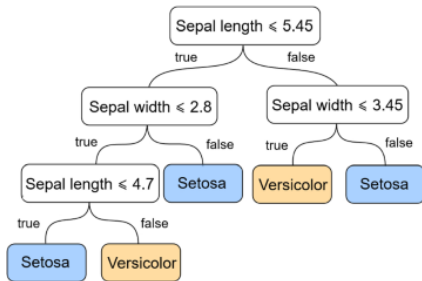 Sepal length ⩽ 5.45
true
false
Sepal width ⩽ 2.8
Sepal width ⩽ 3.45
true
false
true
false
Sepal length ⩽ 4.7
Setosa
Versicolor
Setosa
true
false
Setosa
Versicolor